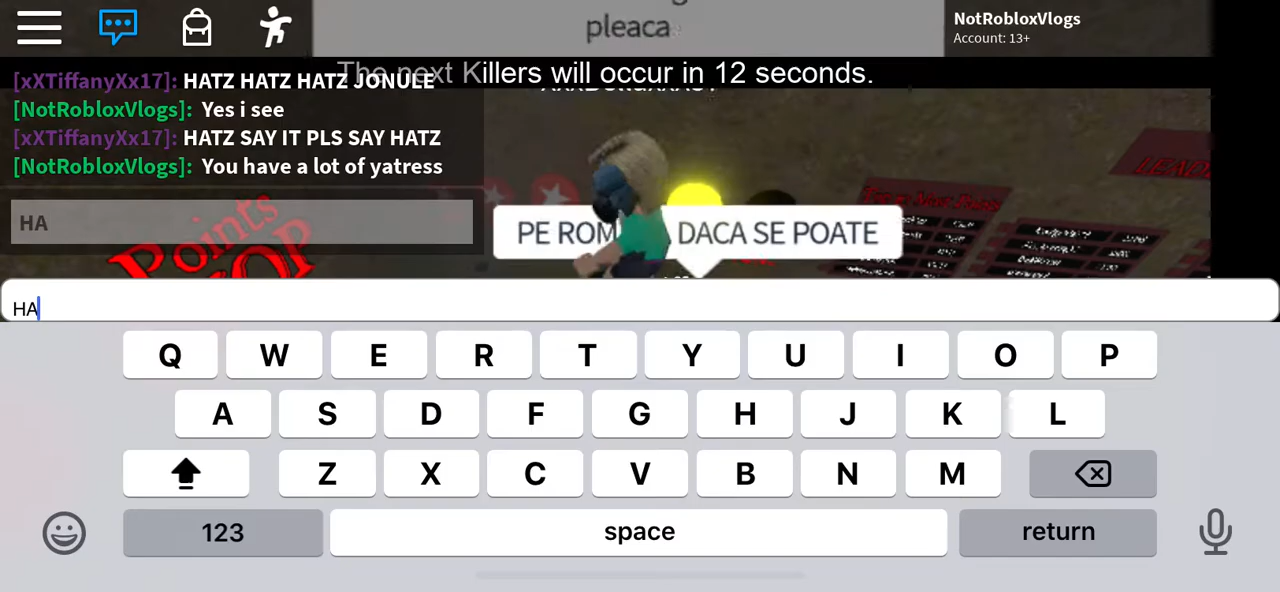 pleaca
NotRobloxVlogs
Account: 13+
The next Killers will occur in 12 seconds.
[xXTiffanyXx17]: HATZ HATZ HATZ JONULE
[NotRobloxVlogs]: Yes i see
[xXTiffanyXx17]: HATZ SAY IT PLS SAY HATZ
[NotRobloxVlogs]: You have a lot of yatress
HA
Points
PE ROM DACA SE POATE
HA
Q W E R T Y U I O P
A S D F G H J K L
Z X C V B N M
123 space return